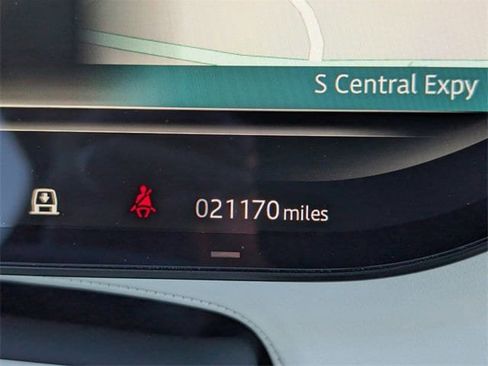 S Central Expy
021170 miles